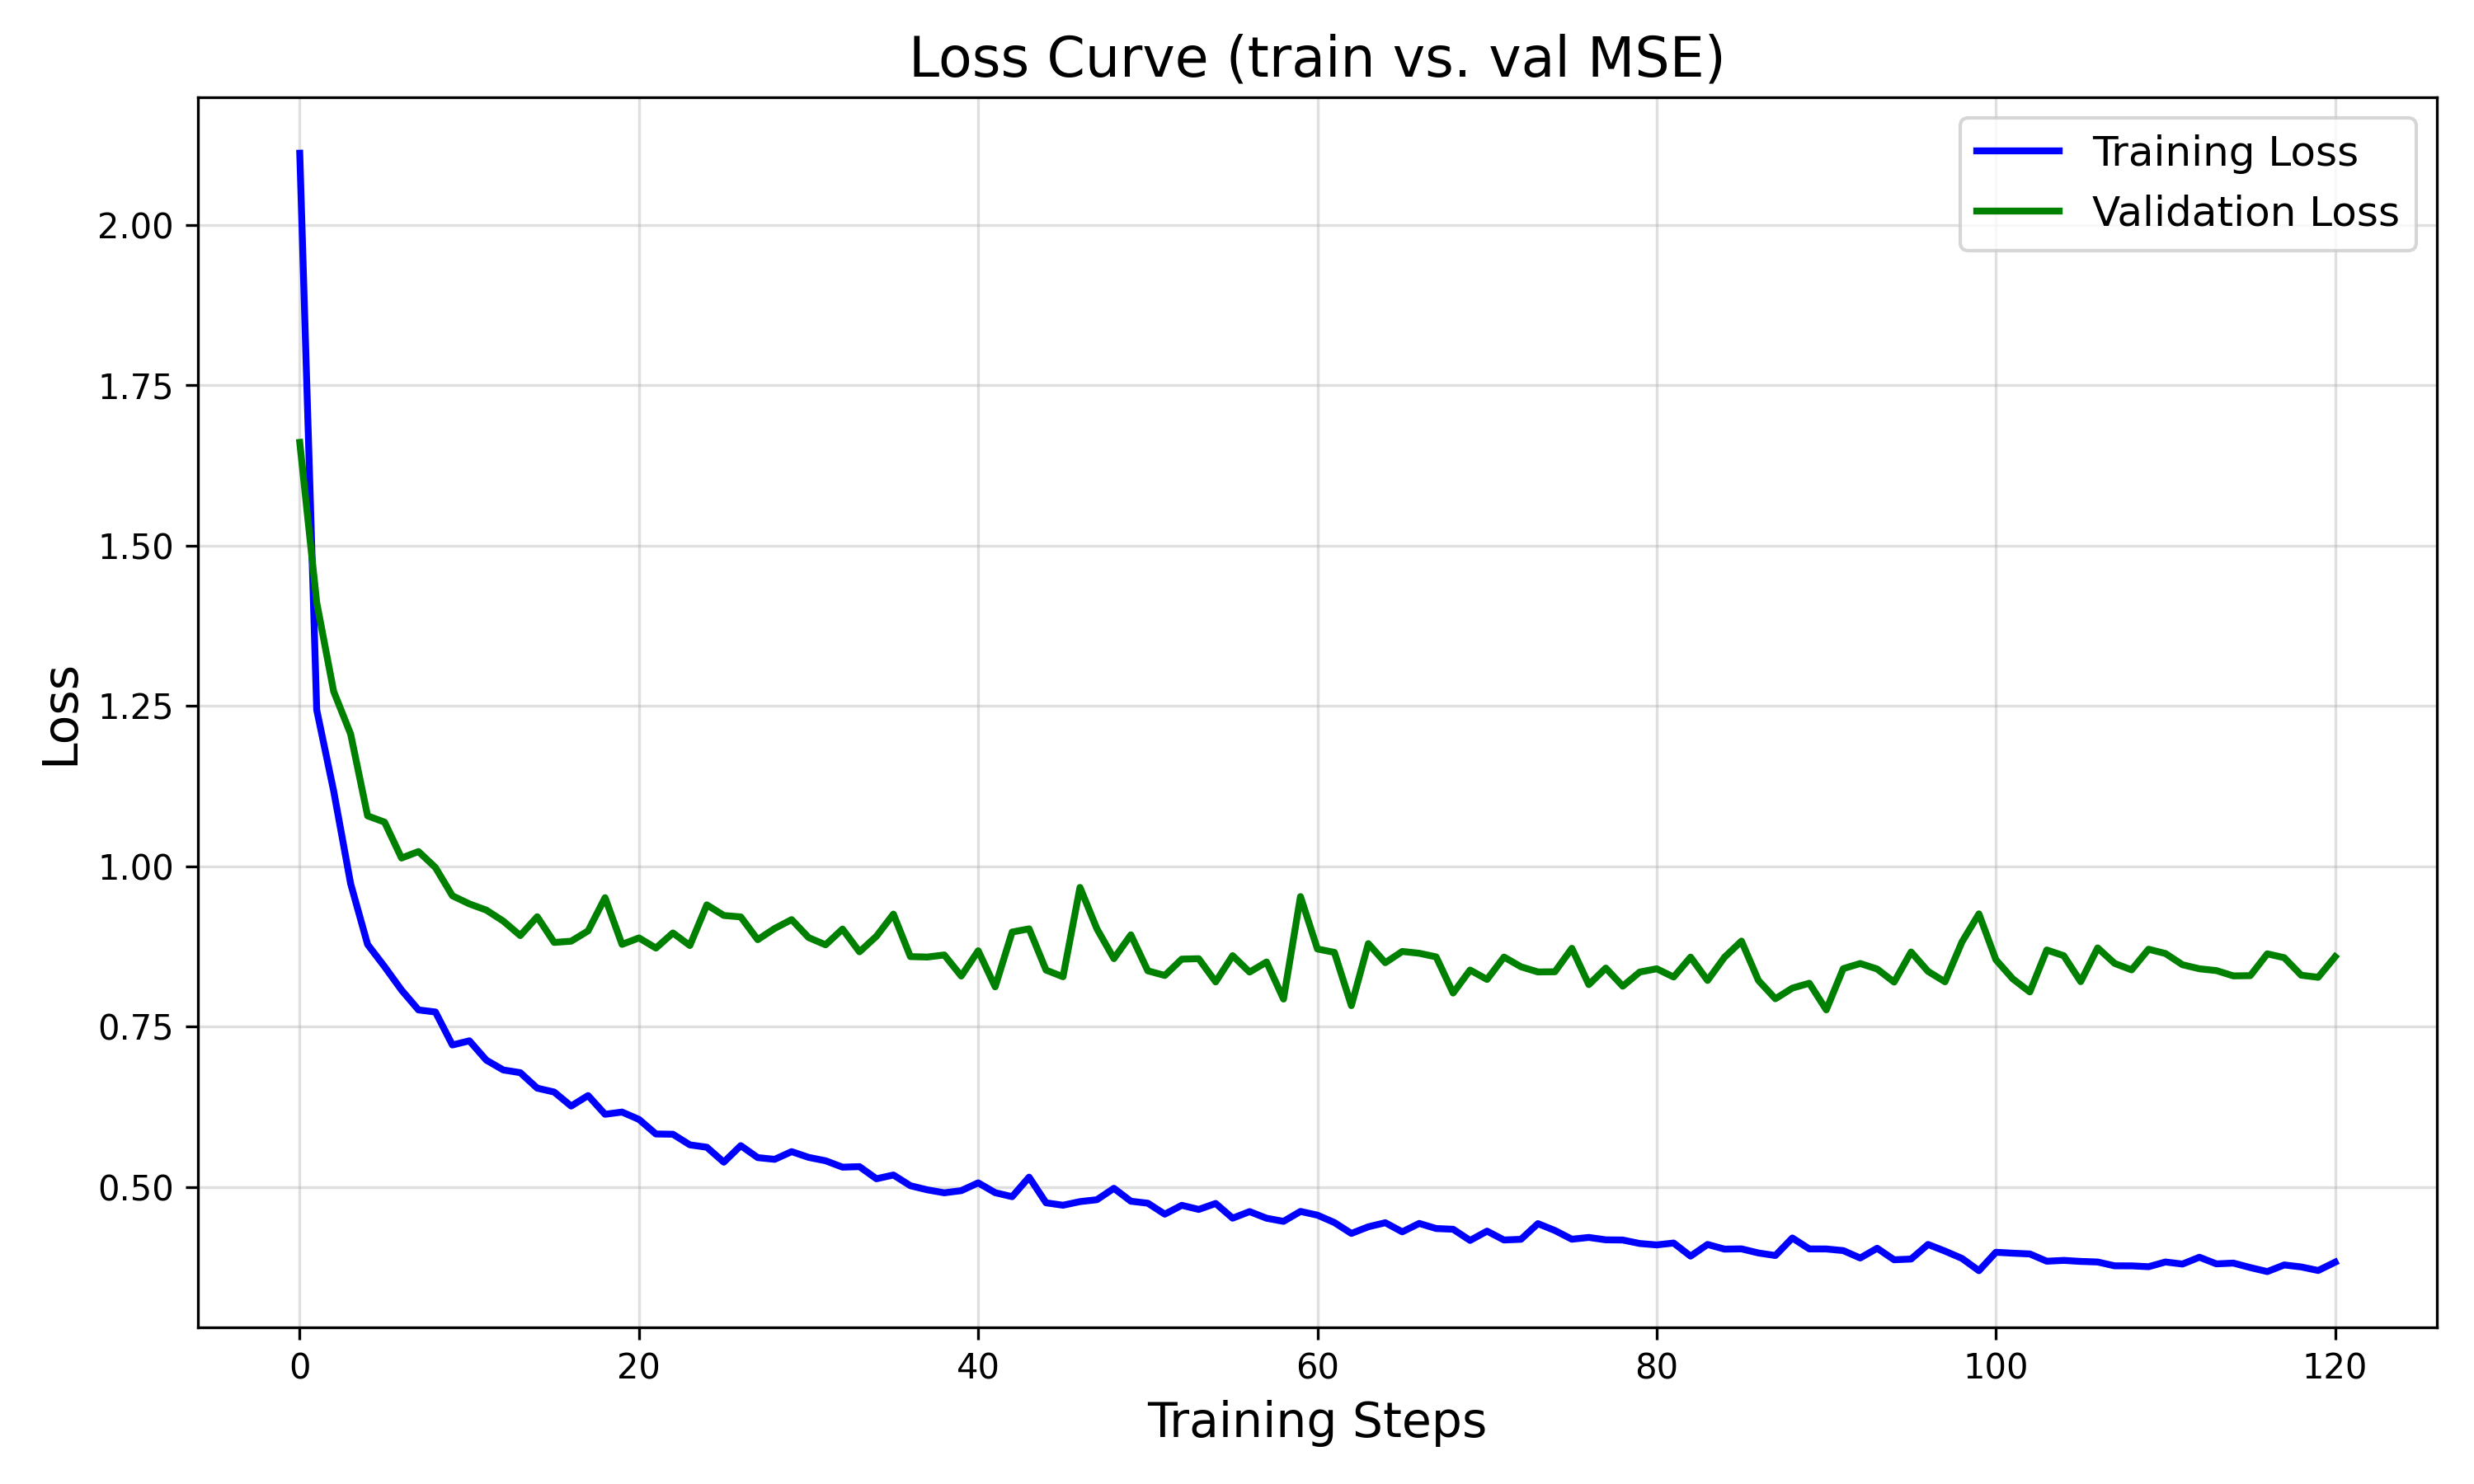 Loss Curve (train vs. val MSE)
Training Loss
Validation Loss
2.00
1.75
1.50
1.25
1.00
0.75
0.50
Loss
0 20 40 60 80 100 120
Training Steps